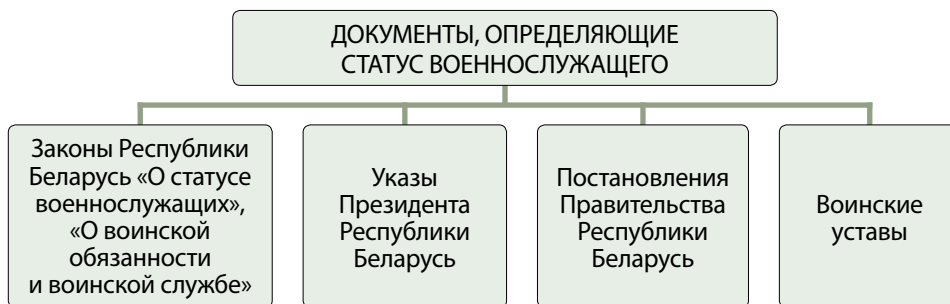 ДОКУМЕНТЫ, ОПРЕДЕЛЯЮЩИЕ
СТАТУС ВОЕННОСЛУЖАЩЕГО
Законы Республики
Беларусь «О статусе
военнослужащих»,
«О воинской
обязанности
и воинской службе»
Указы
Президента
Республики
Беларусь
Постановления
Правительства
Республики
Беларусь
Воинские
уставы